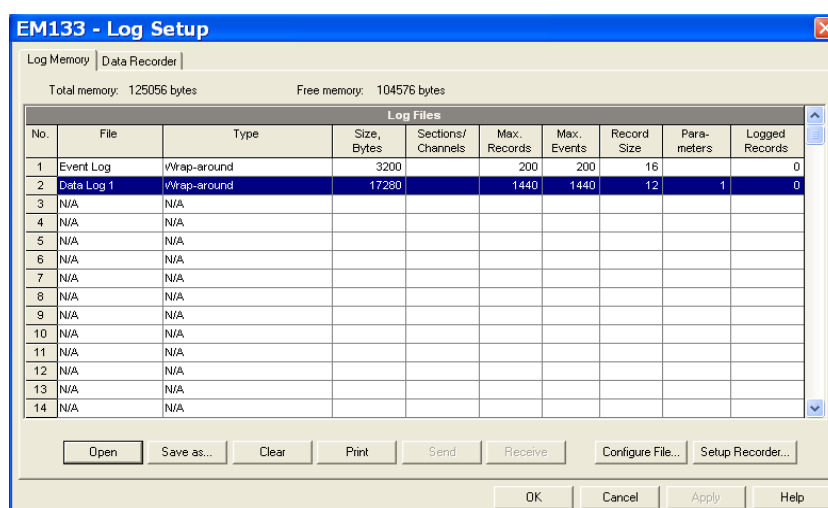 EM133 - Log Setup
Log Memory Data Recorder
Total memory: 125056 bytes Free memory: 104576 bytes
Log Files
No. File Type Size, Bytes Sections/ Channels Max. Records Max. Events Record Size Para- meters Logged Records
1 Event Log Wrap-around 3200 200 200 16 0
2 Data Log 1 Wrap-around 17280 1440 1440 12 1 0
3 N/A N/A
4 N/A N/A
5 N/A N/A
6 N/A N/A
7 N/A N/A
8 N/A N/A
9 N/A N/A
10 N/A N/A
11 N/A N/A
12 N/A N/A
13 N/A N/A
14 N/A N/A
Open Save as... Clear Print Send Receive Configure File... Setup Recorder...
OK Cancel Apply Help